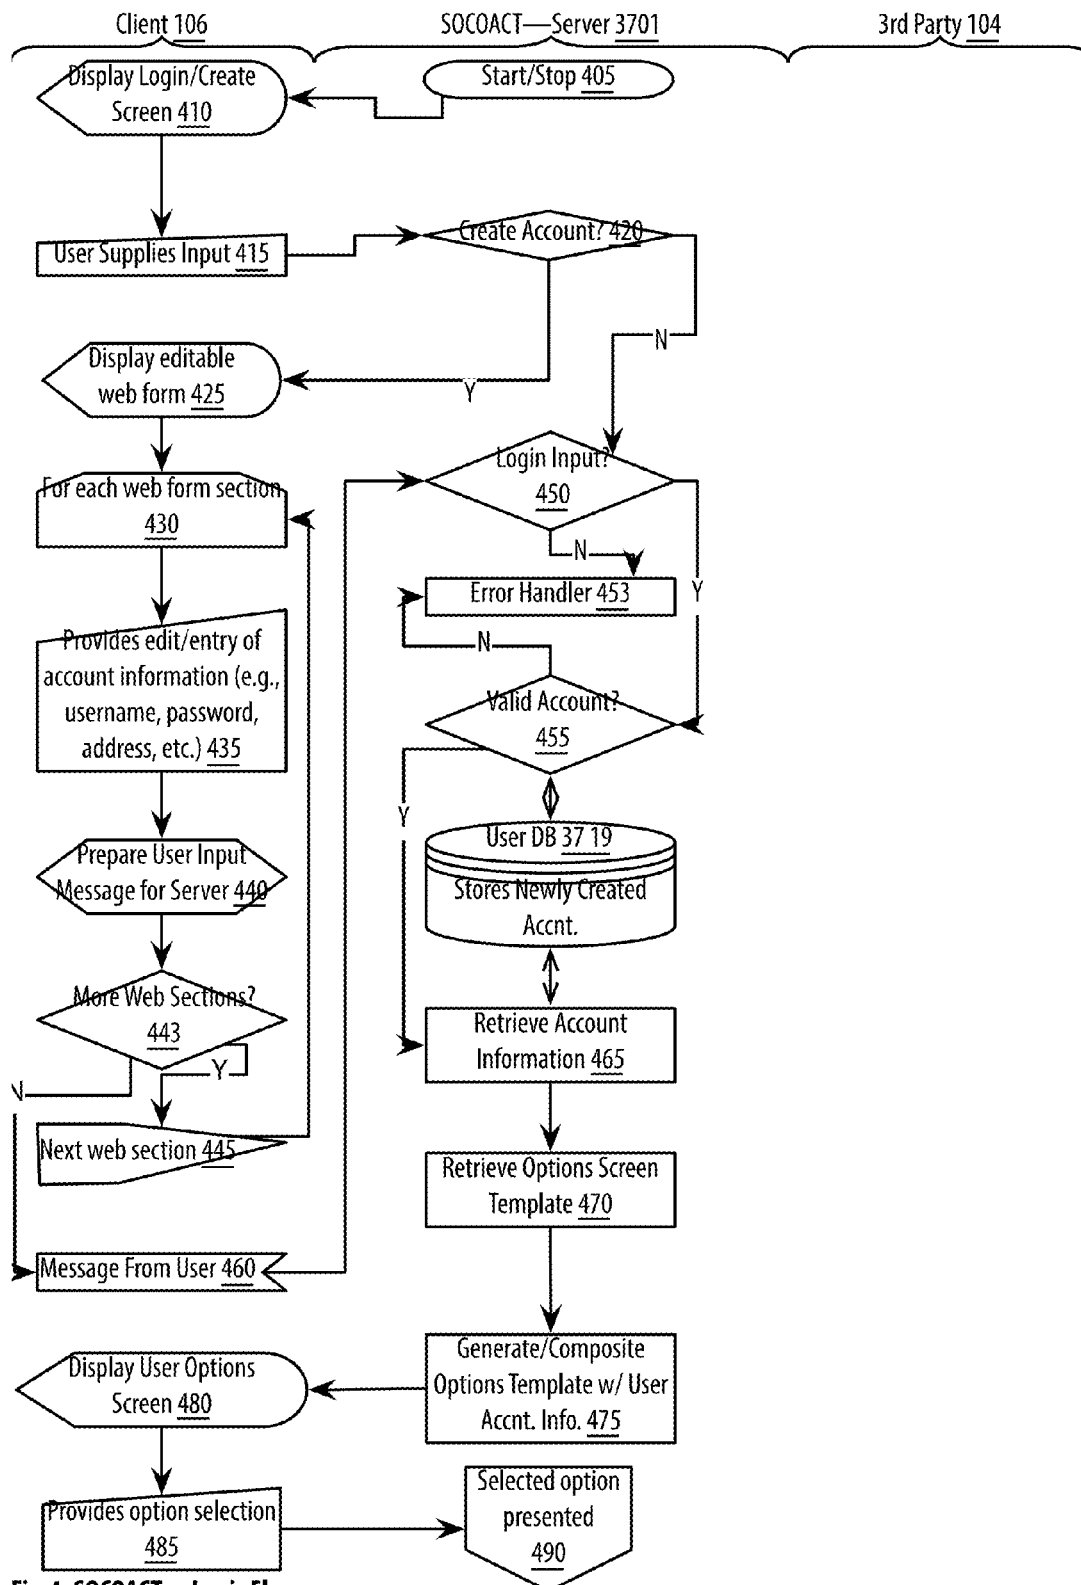 Client 106
SOCOACT—Server 3701
3rd Party 104
Display Login/Create
Screen 410
Start/Stop 405
User Supplies Input 415
Create Account? 420
N
Y
Display editable
web form 425
For each web form section
430
Provides edit/entry of
account information (e.g.,
username, password,
address, etc.) 435
Prepare User Input
Message for Server 440
More Web Sections?
443
Y
N
Next web section 445
Message From User 460
Login Input?
450
N
Y
Error Handler 453
N
Valid Account?
455
Y
User DB 37 19
Stores Newly Created
Accnt.
Retrieve Account
Information 465
Retrieve Options Screen
Template 470
Generate/Composite
Options Template w/ User
Accnt. Info. 475
Display User Options
Screen 480
Provides option selection
485
Selected option
presented
490